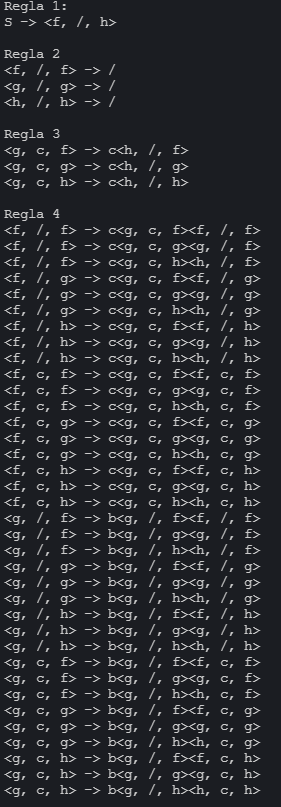 Regla 1:
S -> <f, /, h>

Regla 2
<f, /, f> -> /
<g, /, g> -> /
<h, /, h> -> /

Regla 3
<g, c, f> -> c<h, /, f>
<g, c, g> -> c<h, /, g>
<g, c, h> -> c<h, /, h>

Regla 4
<f, /, f> -> c<g, c, f><f, /, f>
<f, /, f> -> c<g, c, g><g, /, f>
<f, /, f> -> c<g, c, h><h, /, f>
<f, /, g> -> c<g, c, f><f, /, g>
<f, /, g> -> c<g, c, g><g, /, g>
<f, /, g> -> c<g, c, h><h, /, g>
<f, /, h> -> c<g, c, f><f, /, h>
<f, /, h> -> c<g, c, g><g, /, h>
<f, /, h> -> c<g, c, h><h, /, h>
<f, c, f> -> c<g, c, f><f, c, f>
<f, c, f> -> c<g, c, g><g, c, f>
<f, c, f> -> c<g, c, h><h, c, f>
<f, c, g> -> c<g, c, f><f, c, g>
<f, c, g> -> c<g, c, g><g, c, g>
<f, c, g> -> c<g, c, h><h, c, g>
<f, c, h> -> c<g, c, f><f, c, h>
<f, c, h> -> c<g, c, g><g, c, h>
<f, c, h> -> c<g, c, h><h, c, h>
<g, /, f> -> b<g, /, f><f, /, f>
<g, /, f> -> b<g, /, g><g, /, f>
<g, /, f> -> b<g, /, h><h, /, f>
<g, /, g> -> b<g, /, f><f, /, g>
<g, /, g> -> b<g, /, g><g, /, g>
<g, /, g> -> b<g, /, h><h, /, g>
<g, /, h> -> b<g, /, f><f, /, h>
<g, /, h> -> b<g, /, g><g, /, h>
<g, /, h> -> b<g, /, h><h, /, h>
<g, c, f> -> b<g, /, f><f, c, f>
<g, c, f> -> b<g, /, g><g, c, f>
<g, c, f> -> b<g, /, h><h, c, f>
<g, c, g> -> b<g, /, f><f, c, g>
<g, c, g> -> b<g, /, g><g, c, g>
<g, c, g> -> b<g, /, h><h, c, g>
<g, c, h> -> b<g, /, f><f, c, h>
<g, c, h> -> b<g, /, g><g, c, h>
<g, c, h> -> b<g, /, h><h, c, h>